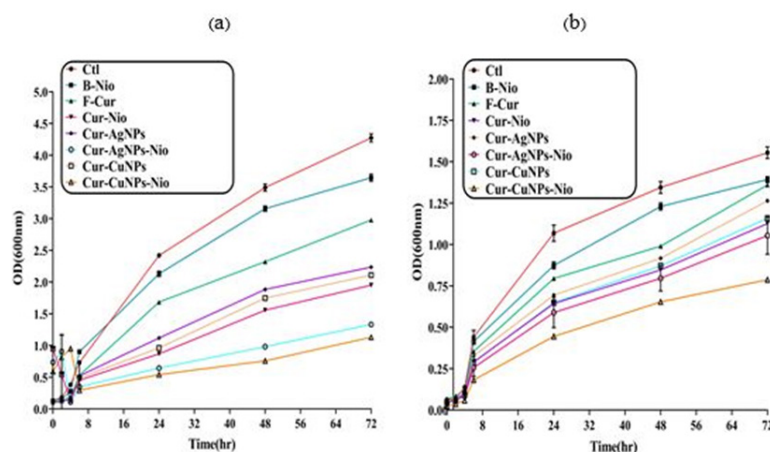 (a)
Ctl
B-Nio
F-Cur
Cur-Nio
Cur-AgNPs
Cur-AgNPs-Nio
Cur-CuNPs
Cur-CuNPs-Nio
5.0
4.5
4.0
3.5
3.0
2.5
2.0
1.5
1.0
0.5
0.0
OD(600nm)
0 8 16 24 32 40 48 56 64 72
Time(hr)
(b)
Ctl
B-Nio
F-Cur
Cur-Nio
Cur-AgNPs
Cur-AgNPs-Nio
Cur-CuNPs
Cur-CuNPs-Nio
2.00
1.75
1.50
1.25
1.00
0.75
0.50
0.25
0.00
OD(600nm)
0 8 16 24 32 40 48 56 64 72
Time(hr)